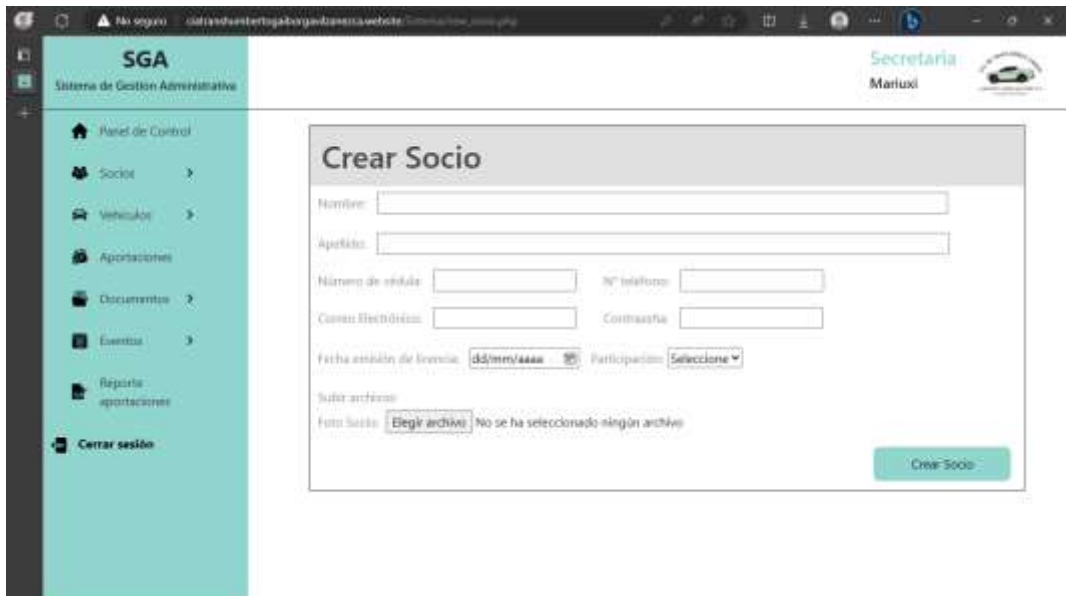 No seguro
SGA
Sistema de Gestion Administrativa
Secretaria
Mariuxi
Panel de Control
Socios
Vehiculos
Aportaciones
Documentos
Eventos
Reporte
aportaciones
Cerrar sesión
Crear Socio
Nombre:
Apellido:
Número de cédula: N° teléfono:
Correo Electrónico: Contraseña:
Fecha emisión de licencia: dd/mm/aaaa Participación: Seleccione
Subir archivos
Foto Socio: Elegir archivo No se ha seleccionado ningún archivo
Crear Socio